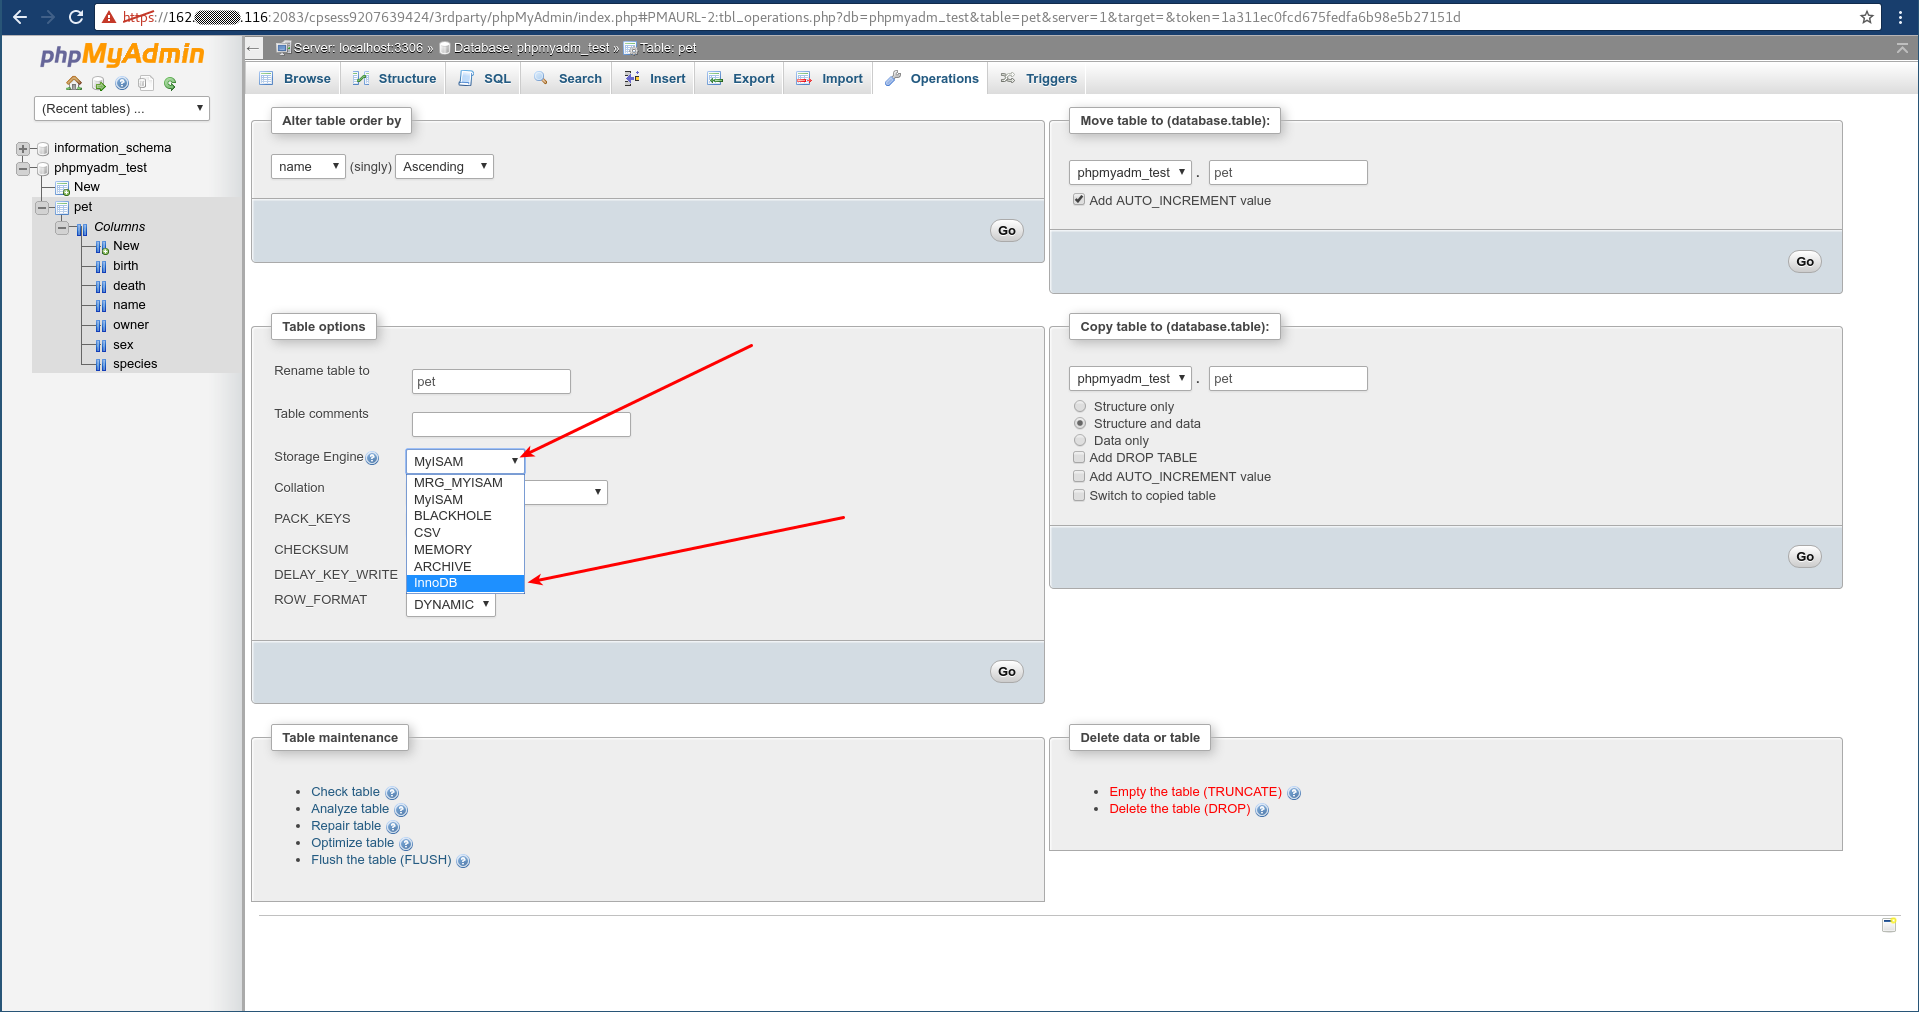 https://162. .116:2083/cpsess9207639424/3rdparty/phpMyAdmin/index.php#PMAURL-2:tbl_operations.php?db=phpmyadm_test&table=pet&server=1&target=&token=1a311ec0fcd675fedfa6b98e5b27151d
phpMyAdmin
(Recent tables) ...
information_schema
phpmyadm_test
New
pet
Columns
New
birth
death
name
owner
sex
species
Server: localhost:3306 » Database: phpmyadm_test » Table: pet
Browse Structure SQL Search Insert Export Import Operations Triggers
Alter table order by
name (singly) Ascending
Go
Move table to (database.table):
phpmyadm_test . pet
Add AUTO_INCREMENT value
Go
Table options
Rename table to pet
Table comments
Storage Engine MyISAM
MRG_MYISAM
MyISAM
BLACKHOLE
CSV
MEMORY
ARCHIVE
InnoDB
Collation
PACK_KEYS
CHECKSUM
DELAY_KEY_WRITE
ROW_FORMAT DYNAMIC
Go
Copy table to (database.table):
phpmyadm_test . pet
Structure only
Structure and data
Data only
Add DROP TABLE
Add AUTO_INCREMENT value
Switch to copied table
Go
Table maintenance
Check table
Analyze table
Repair table
Optimize table
Flush the table (FLUSH)
Delete data or table
Empty the table (TRUNCATE)
Delete the table (DROP)